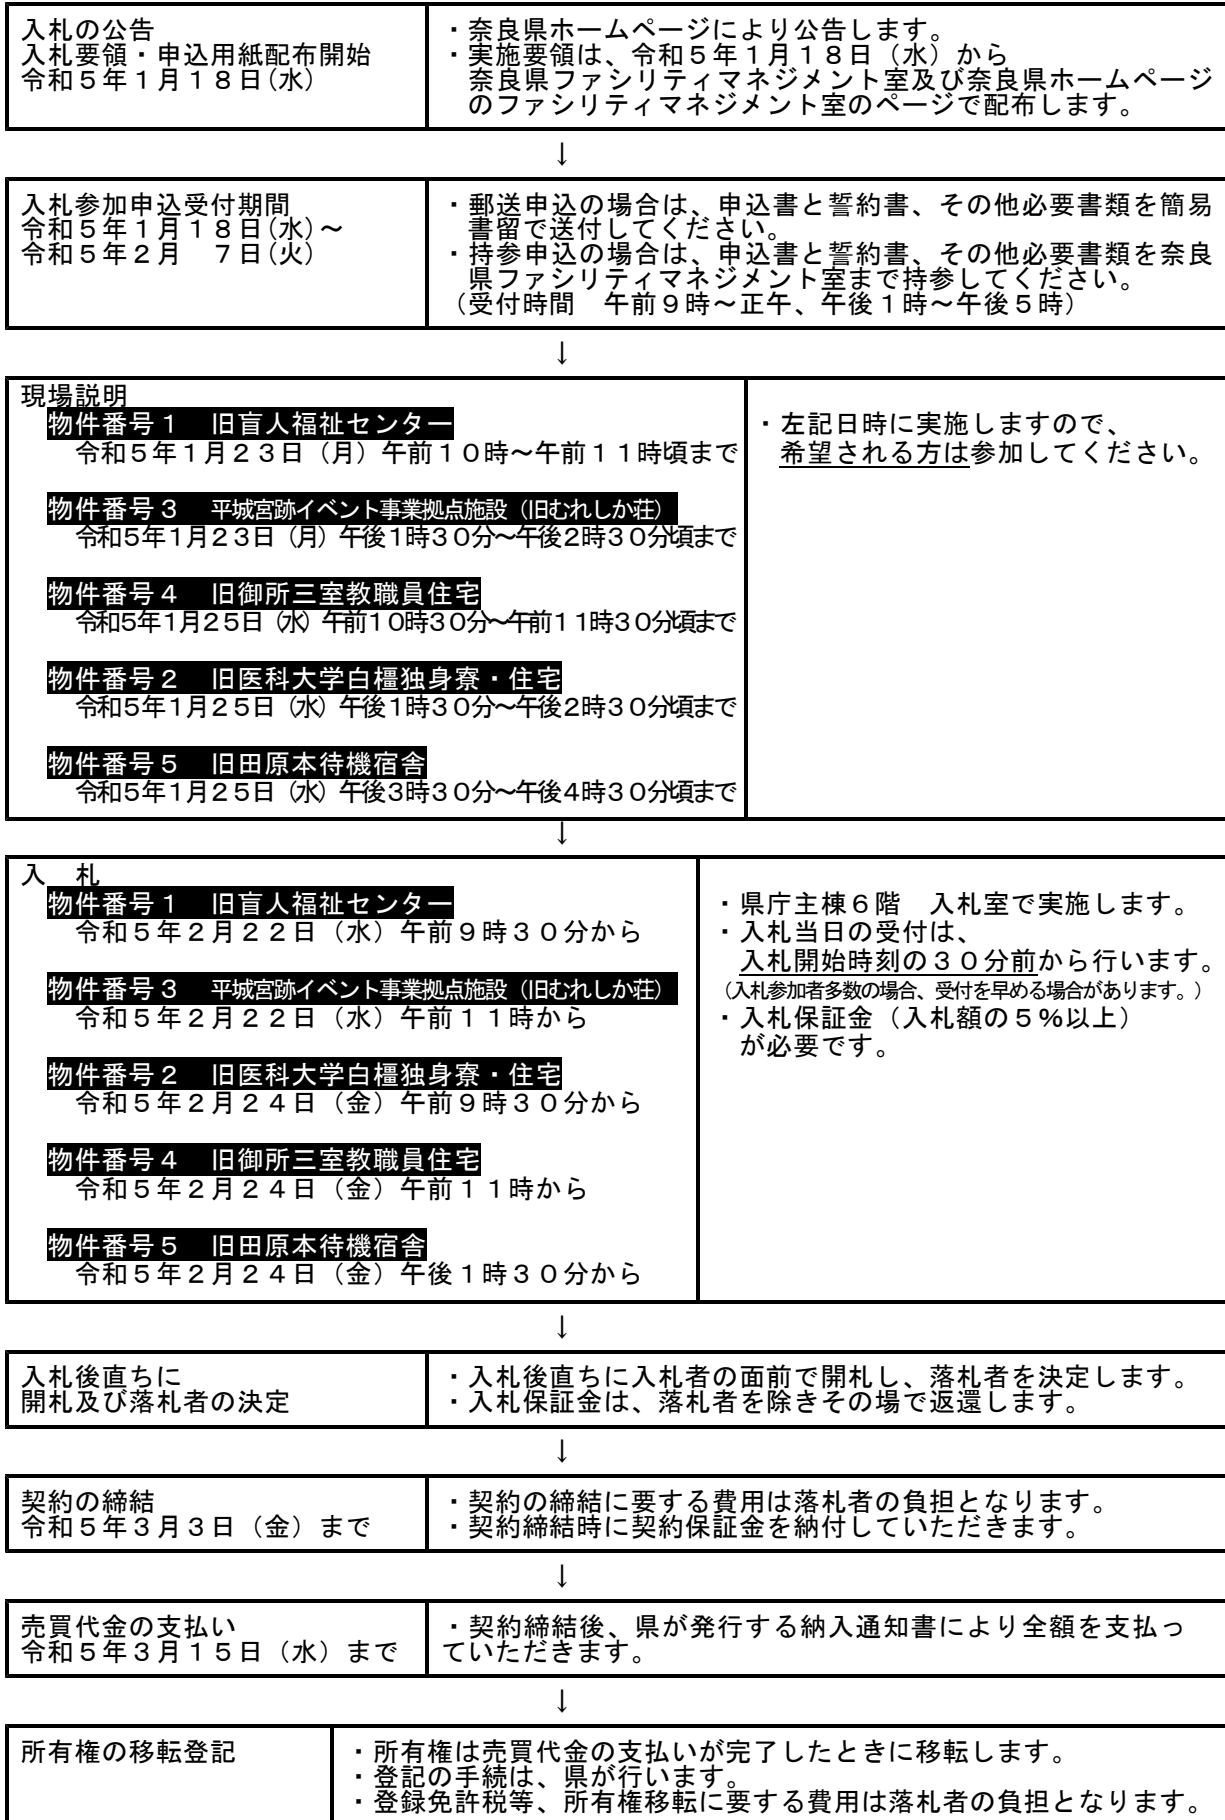 入札の公告
入札要領・申込用紙配布開始
令和５年１月１８日(水)
・奈良県ホームページにより公告します。
・実施要領は、令和５年１月１８日（水）から
奈良県ファシリティマネジメント室及び奈良県ホームページ
のファシリティマネジメント室のページで配布します。
↓
入札参加申込受付期間
令和５年１月１８日(水)～
令和５年２月　７日(火)
・郵送申込の場合は、申込書と誓約書、その他必要書類を簡易
書留で送付してください。
・持参申込の場合は、申込書と誓約書、その他必要書類を奈良
県ファシリティマネジメント室まで持参してください。
（受付時間　午前９時～正午、午後１時～午後５時）
↓
現場説明
物件番号１　旧盲人福祉センター
令和５年１月２３日（月）午前１０時～午前１１時頃まで
物件番号３　平城宮跡イベント事業拠点施設（旧むれしか荘）
令和５年１月２３日（月）午後１時３０分～午後２時３０分頃まで
物件番号４　旧御所三室教職員住宅
令和５年１月２５日（水）午前１０時３０分～午前１１時３０分頃まで
物件番号２　旧医科大学白橿独身寮・住宅
令和５年１月２５日（水）午後１時３０分～午後２時３０分頃まで
物件番号５　旧田原本待機宿舎
令和５年１月２５日（水）午後３時３０分～午後４時３０分頃まで
・左記日時に実施しますので、
希望される方は参加してください。
↓
入　札
物件番号１　旧盲人福祉センター
令和５年２月２２日（水）午前９時３０分から
物件番号３　平城宮跡イベント事業拠点施設（旧むれしか荘）
令和５年２月２２日（水）午前１１時から
物件番号２　旧医科大学白橿独身寮・住宅
令和５年２月２４日（金）午前９時３０分から
物件番号４　旧御所三室教職員住宅
令和５年２月２４日（金）午前１１時から
物件番号５　旧田原本待機宿舎
令和５年２月２４日（金）午後１時３０分から
・県庁主棟６階　入札室で実施します。
・入札当日の受付は、
入札開始時刻の３０分前から行います。
（入札参加者多数の場合、受付を早める場合があります。）
・入札保証金（入札額の５％以上）
が必要です。
↓
入札後直ちに
開札及び落札者の決定
・入札後直ちに入札者の面前で開札し、落札者を決定します。
・入札保証金は、落札者を除きその場で返還します。
↓
契約の締結
令和５年３月３日（金）まで
・契約の締結に要する費用は落札者の負担となります。
・契約締結時に契約保証金を納付していただきます。
↓
売買代金の支払い
令和５年３月１５日（水）まで
・契約締結後、県が発行する納入通知書により全額を支払っ
ていただきます。
↓
所有権の移転登記
・所有権は売買代金の支払いが完了したときに移転します。
・登記の手続は、県が行います。
・登録免許税等、所有権移転に要する費用は落札者の負担となります。